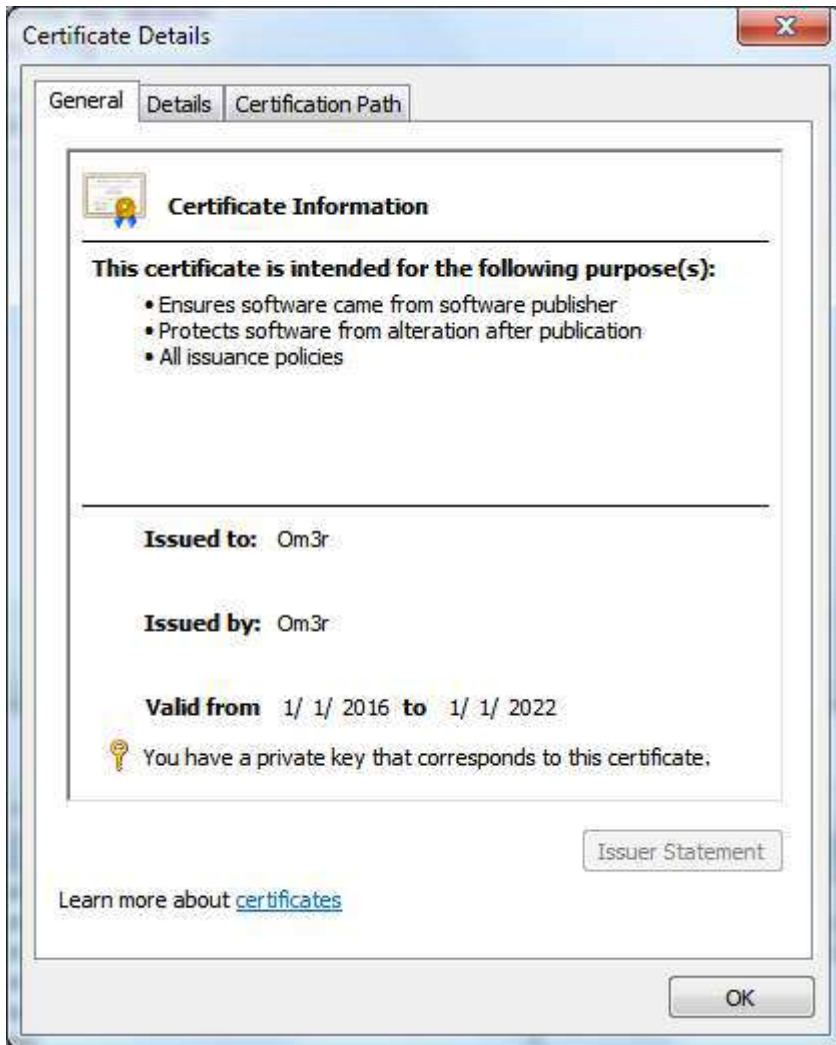 Certificate Details
General Details Certification Path
Certificate Information
This certificate is intended for the following purpose(s):
• Ensures software came from software publisher
• Protects software from alteration after publication
• All issuance policies
Issued to: Om3r
Issued by: Om3r
Valid from 1/ 1/ 2016 to 1/ 1/ 2022
You have a private key that corresponds to this certificate.
Issuer Statement
Learn more about certificates
OK